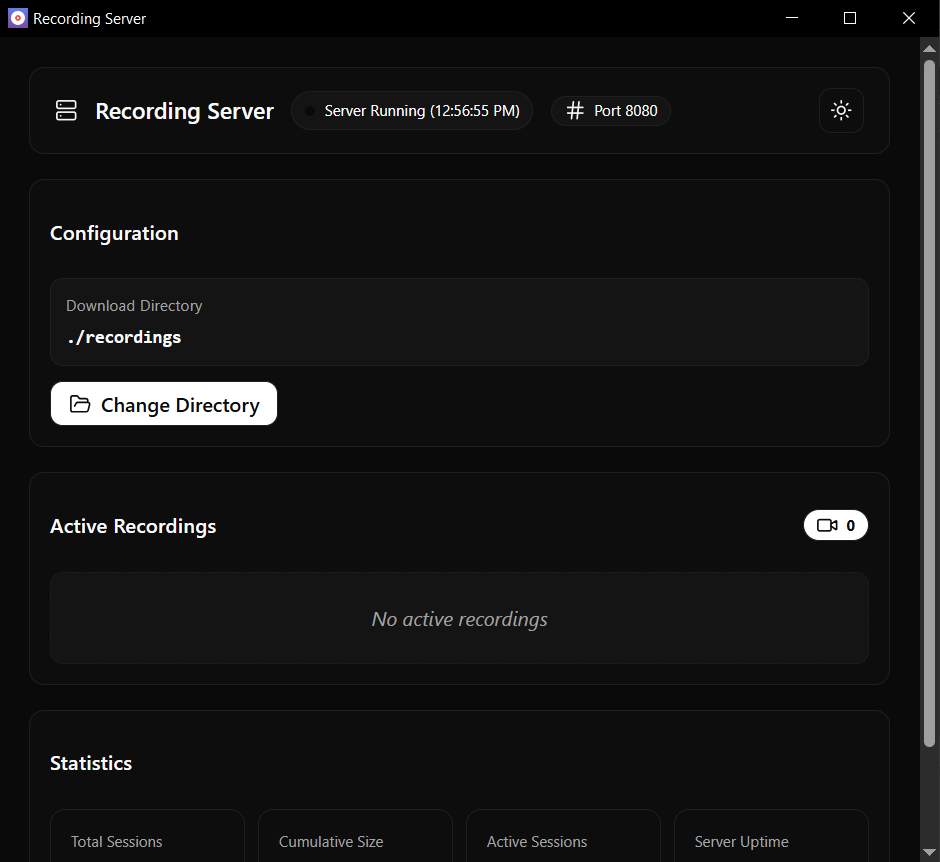 Recording Server
Recording Server
Server Running (12:56:55 PM)
Port 8080
Configuration
Download Directory
./recordings
Change Directory
Active Recordings
0
No active recordings
Statistics
Total Sessions
Cumulative Size
Active Sessions
Server Uptime